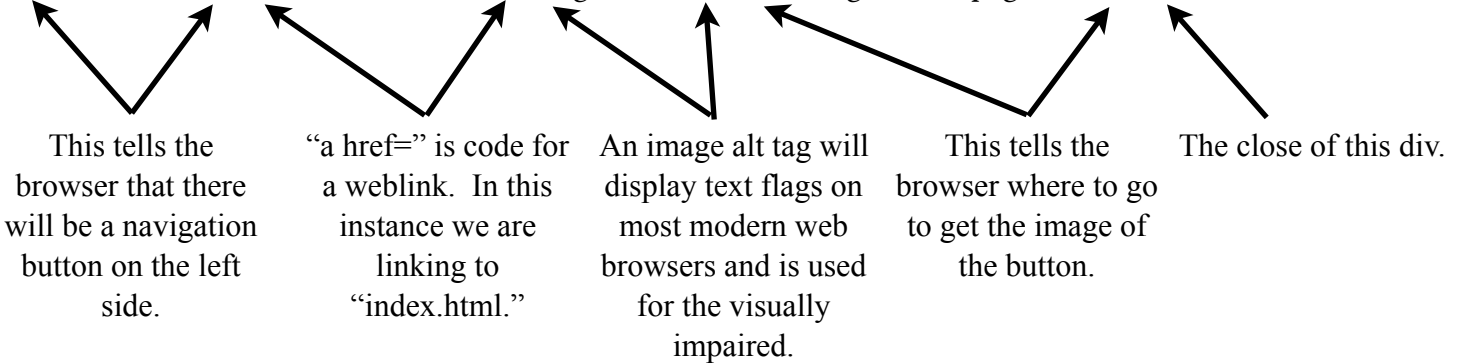 This tells the
browser that there
will be a navigation
button on the left
side.
“a href=” is code for
a weblink.  In this
instance we are
linking to
“index.html.”
An image alt tag will
display text flags on
most modern web
browsers and is used
for the visually
impaired.
This tells the
browser where to go
to get the image of
the button.
The close of this div.